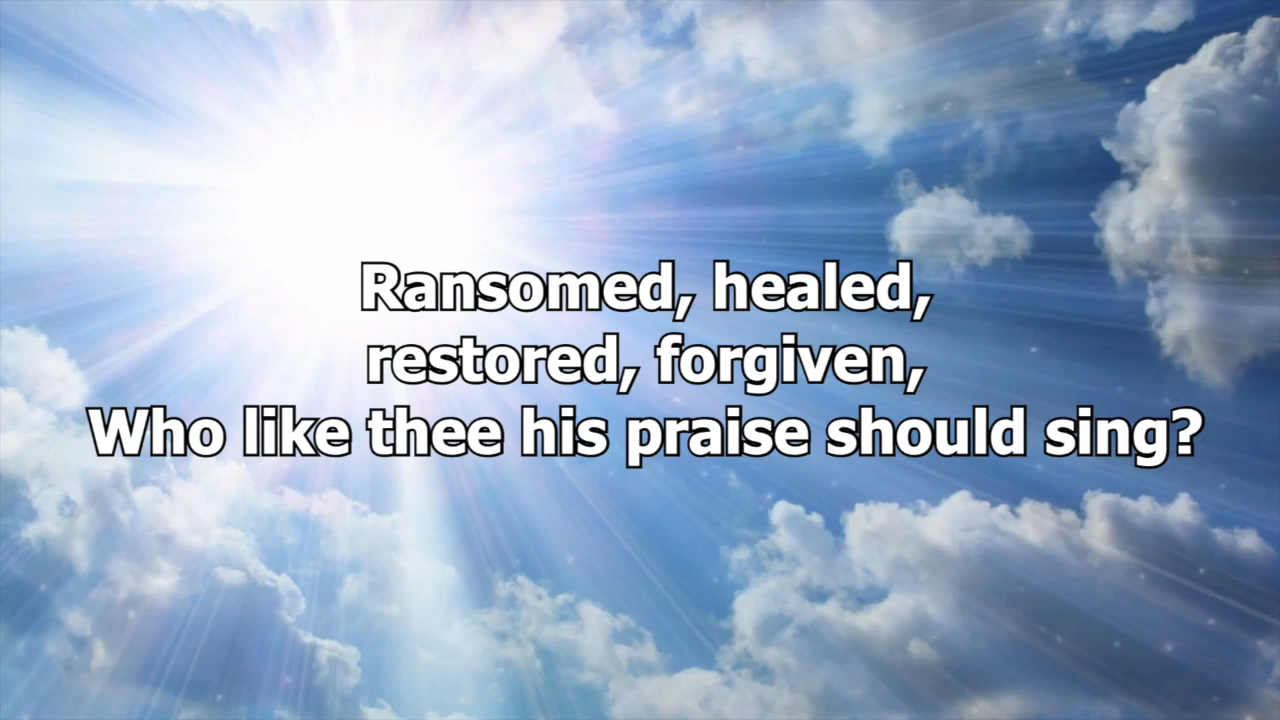 Ransomed, healed,
restored, forgiven,
Who like thee his praise should sing?